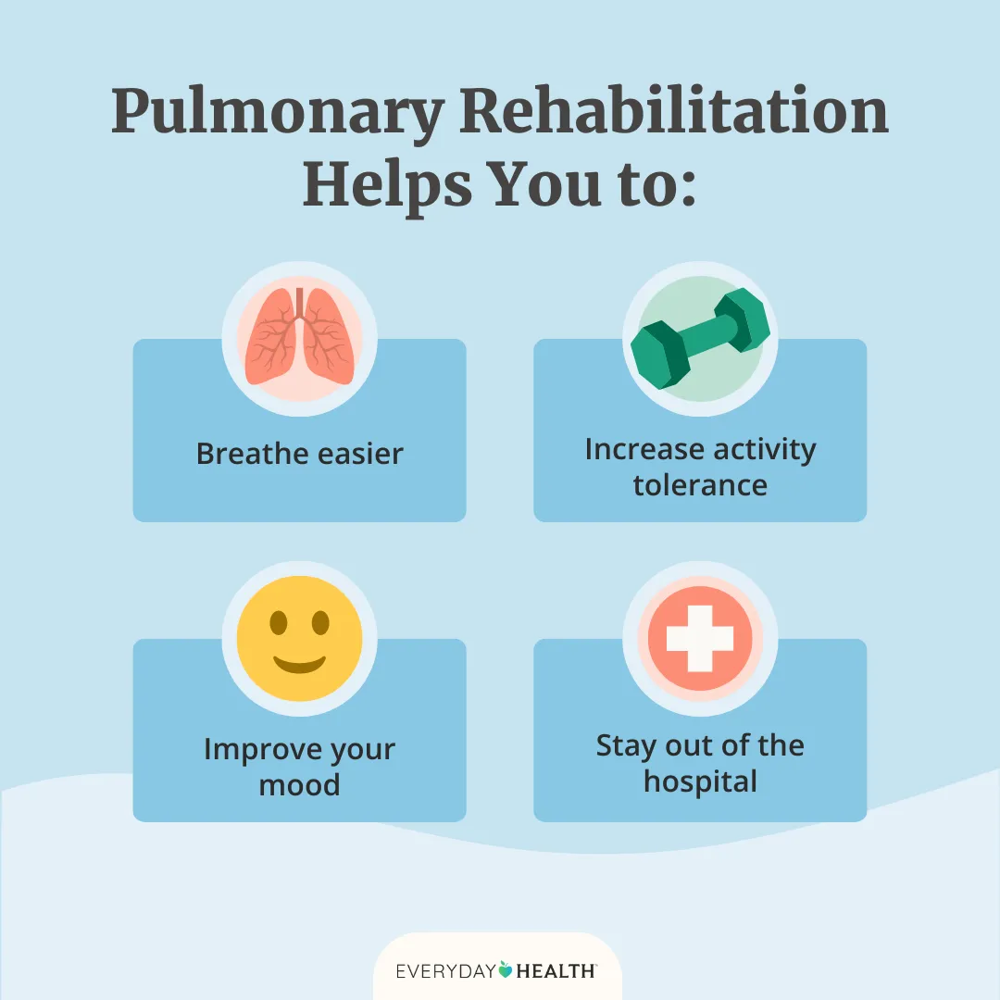 Pulmonary Rehabilitation
Helps You to:
Breathe easier
Increase activity
tolerance
Improve your
mood
Stay out of the
hospital
EVERYDAY HEALTH